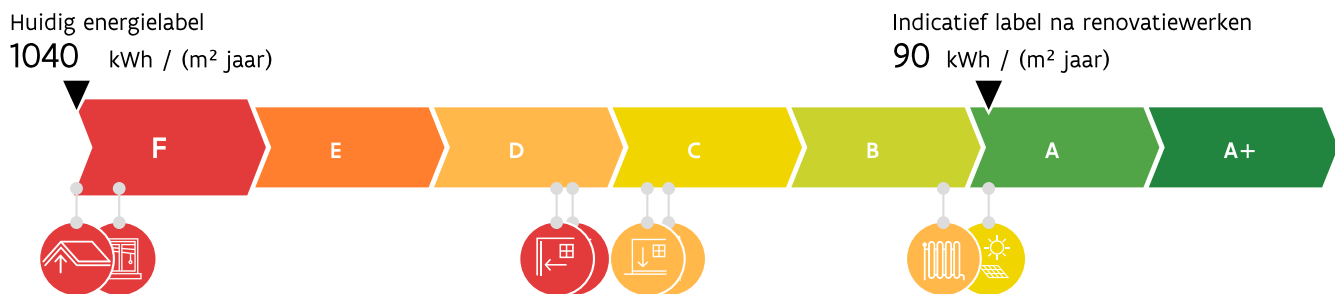 Huidig energielabel
1040 kWh / (m² jaar)
Indicatief label na renovatiewerken
90 kWh / (m² jaar)
F E D C B A A+